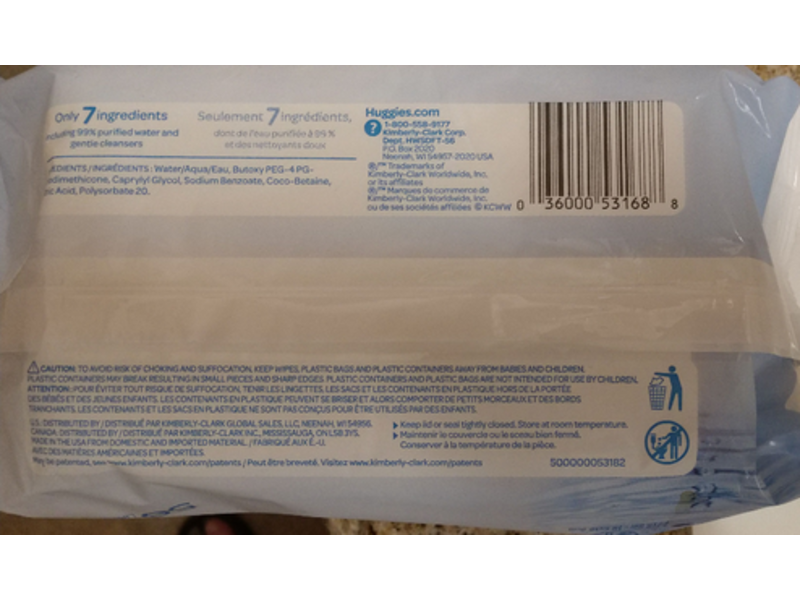 Only 7 ingredients
including 99% purified water and
gentle cleansers
Seulement 7 Ingrédients,
dont de l'eau purifiée à 99 %
et des nettoyants doux
/ INGRÉDIENTS: Water/Aqua/Eau, Butoxy PEG-4 PG-
Caprylyl Glycol, Sodium Benzoate, Coco-Betaine,
Acid, Polysorbate 20.
Huggies.com
? 1-800-558-9177
Kimberly-Clark Corp.
Dept. HWSDFT-56
P.O. Box 2020
Neenah, WI 54957-2020 USA
®/™ Trademarks of
Kimberly-Clark Worldwide, Inc.
or its affiliates
®/™ Marques de commerce de
Kimberly-Clark Worldwide, Inc.
ou de ses sociétés affiliées © KCWW
0 36000 53168 8
CAUTION: TO AVOID RISK OF CHOKING AND SUFFOCATION, KEEP WIPES, PLASTIC BAGS AND PLASTIC CONTAINERS AWAY FROM BABIES AND CHILDREN.
PLASTIC CONTAINERS MAY BREAK RESULTING IN SMALL PIECES AND SHARP EDGES. PLASTIC CONTAINERS AND PLASTIC BAGS ARE NOT INTENDED FOR USE BY CHILDREN.
ATTENTION: POUR ÉVITER TOUT RISQUE DE SUFFOCATION, TENIR LES LINGETTES, LES SACS ET LES CONTENANTS EN PLASTIQUE HORS DE LA PORTÉE
DES BÉBÉS ET DES JEUNES ENFANTS. LES CONTENANTS EN PLASTIQUE PEUVENT SE BRISER ET ALORS COMPORTER DE PETITS MORCEAUX ET DES BORDS
TRANCHANTS. LES CONTENANTS ET LES SACS EN PLASTIQUE NE SONT PAS CONÇUS POUR ÊTRE UTILISÉS PAR DES ENFANTS.
U.S. DISTRIBUTED BY / DISTRIBUÉ PAR KIMBERLY-CLARK GLOBAL SALES, LLC, NEENAH, WI 54956.
CANADA: DISTRIBUTED BY / DISTRIBUÉ PAR KIMBERLY-CLARK INC., MISSISSAUGA, ON L5B 3Y5.
MADE IN THE USA FROM DOMESTIC AND IMPORTED MATERIAL / FABRIQUÉ AUX É.-U.
AVEC DES MATIÈRES AMÉRICAINES ET IMPORTÉES.
May be patented, see www.kimberly-clark.com/patents / Peut être breveté. Visitez www.kimberly-clark.com/patents
Keep lid or seal tightly closed. Store at room temperature.
Maintenir le couvercle ou le sceau bien fermé.
Conserver à la température de la pièce.
500000053182